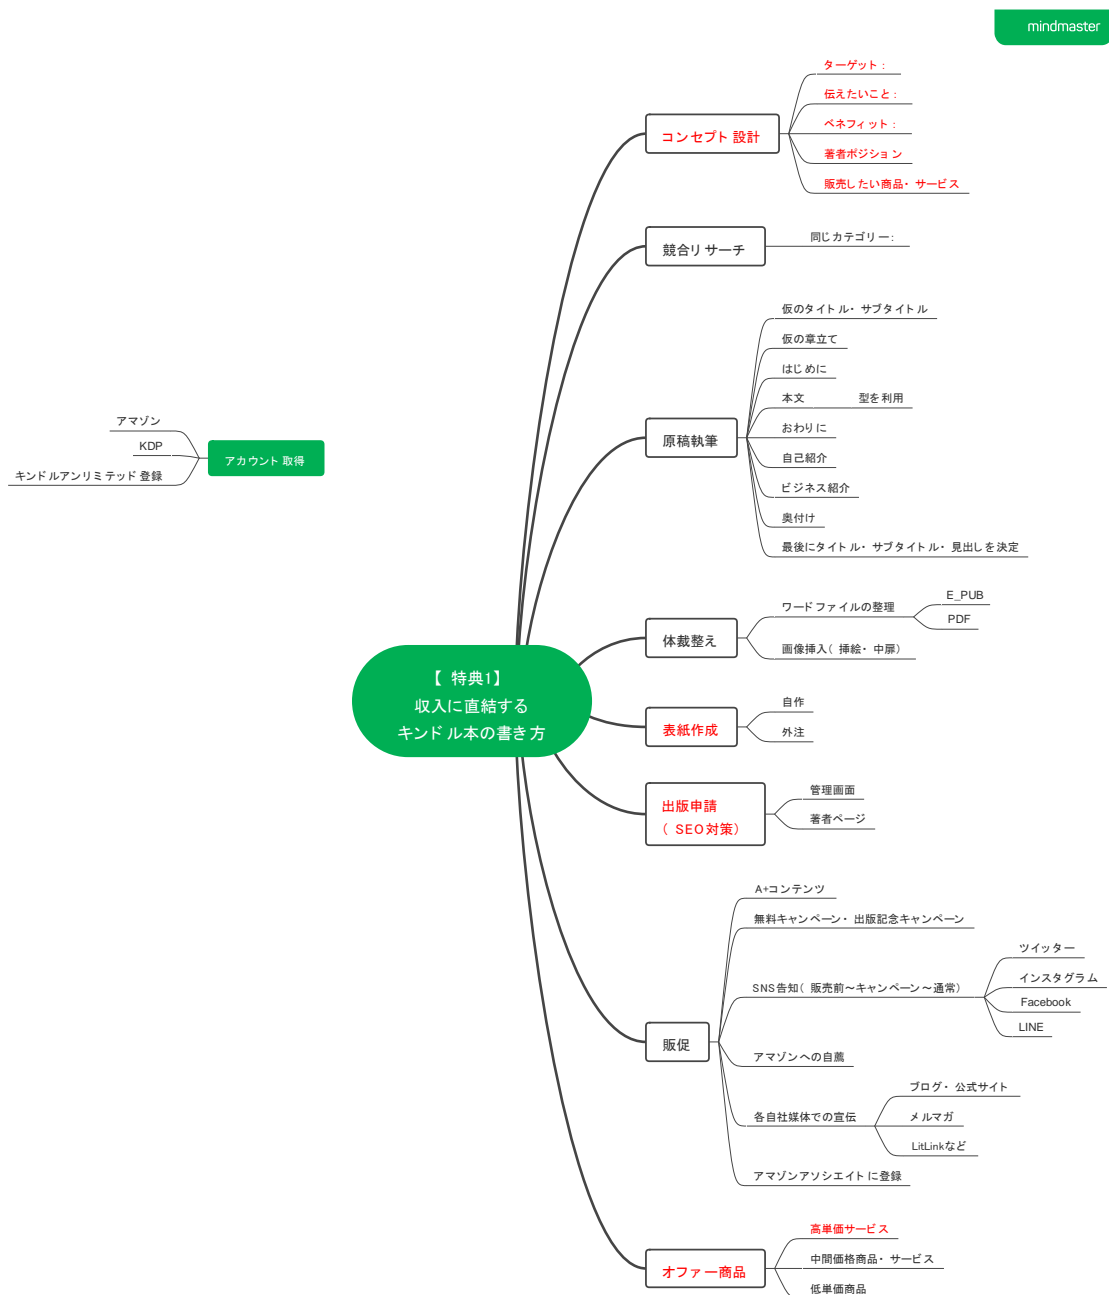 mindmaster
【特典1】
収入に直結する
キンドル本の書き方
コンセプト設計
ターゲット：
伝えたいこと：
ベネフィット：
著者ポジション
販売したい商品・サービス
競合リサーチ
同じカテゴリー：
原稿執筆
仮のタイトル・サブタイトル
仮の章立て
はじめに
本文
型を利用
おわりに
自己紹介
ビジネス紹介
奥付け
最後にタイトル・サブタイトル・見出しを決定
体裁整え
ワードファイルの整理
E_PUB
PDF
画像挿入（挿絵・中扉）
表紙作成
自作
外注
出版申請
（SEO対策）
管理画面
著者ページ
販促
A+コンテンツ
無料キャンペーン・出版記念キャンペーン
SNS告知（販売前～キャンペーン～通常）
ツイッター
インスタグラム
Facebook
LINE
アマゾンへの自薦
各自社媒体での宣伝
ブログ・公式サイト
メルマガ
LitLinkなど
アマゾンアソシエイトに登録
オファー商品
高単価サービス
中間価格商品・サービス
低単価商品
アカウント取得
アマゾン
KDP
キンドルアンリミテッド登録